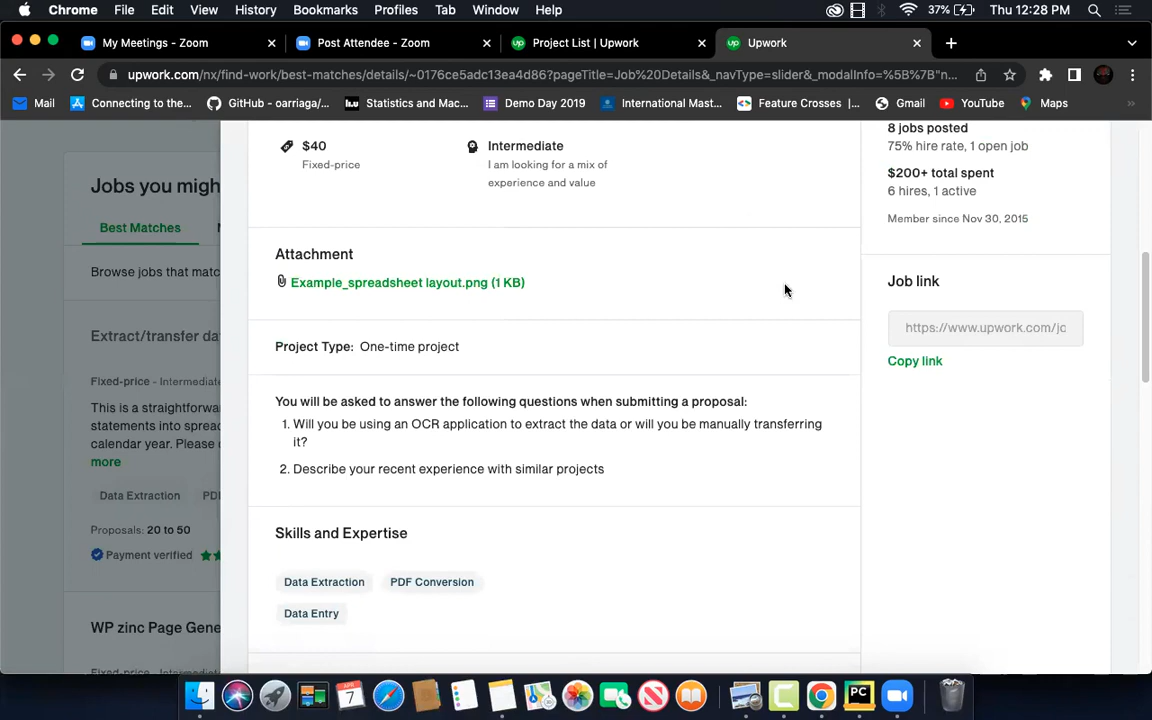 Chrome File Edit View History Bookmarks Profiles Tab Window Help 37% Thu 12:28 PM
My Meetings - Zoom Post Attendee - Zoom Project List | Upwork Upwork
upwork.com/nx/find-work/best-matches/details/~0176ce5adc13ea4d86?pageTitle=Job%20Details&_navType=slider&_modalInfo=%5B%7B"n...
Mail Connecting to the... GitHub - oarriaga/... Statistics and Mac... Demo Day 2019 International Mast... Feature Crosses |... Gmail YouTube Maps »
Jobs you migh
Best Matches
Browse jobs that matc
Extract/transfer da
Fixed-price - Intermediate
This is a straightforwa
statements into sprea
calendar year. Please
more
Data Extraction PD
Proposals: 20 to 50
Payment verified
WP zinc Page Gene
Fixed-price - Intermediate
$40
Fixed-price
Intermediate
I am looking for a mix of
experience and value
Attachment
Example_spreadsheet layout.png (1 KB)
Project Type: One-time project
You will be asked to answer the following questions when submitting a proposal:
1. Will you be using an OCR application to extract the data or will you be manually transferring
it?
2. Describe your recent experience with similar projects
Skills and Expertise
Data Extraction PDF Conversion
Data Entry
8 jobs posted
75% hire rate, 1 open job
$200+ total spent
6 hires, 1 active
Member since Nov 30, 2015
Job link
https://www.upwork.com/jo
Copy link
APR
7
PC